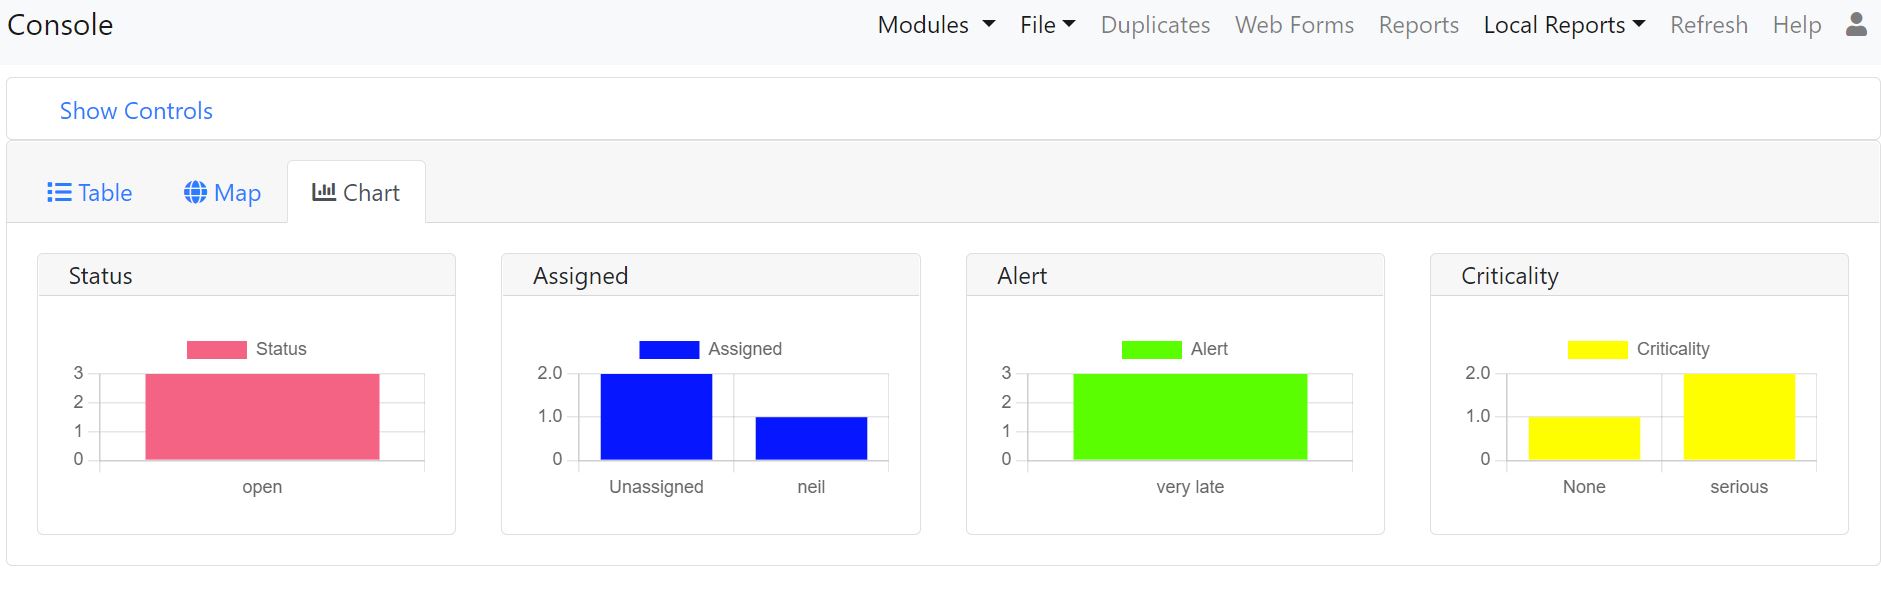 Console
Modules File Duplicates Web Forms Reports Local Reports Refresh Help
Show Controls
Table Map Chart
Status
Status
3
2
1
0
open
Assigned
Assigned
2.0
1.0
0
Unassigned neil
Alert
Alert
3
2
1
0
very late
Criticality
Criticality
2.0
1.0
0
None serious